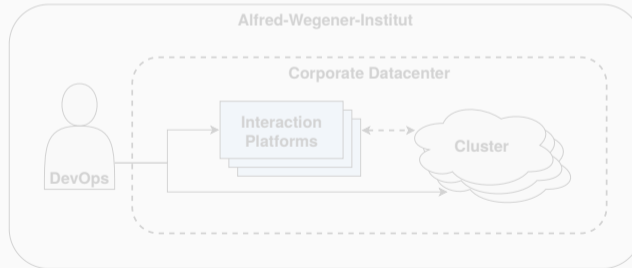 Alfred-Wegener-Institut
Corporate Datacenter
Interaction
Platforms
Cluster
DevOps